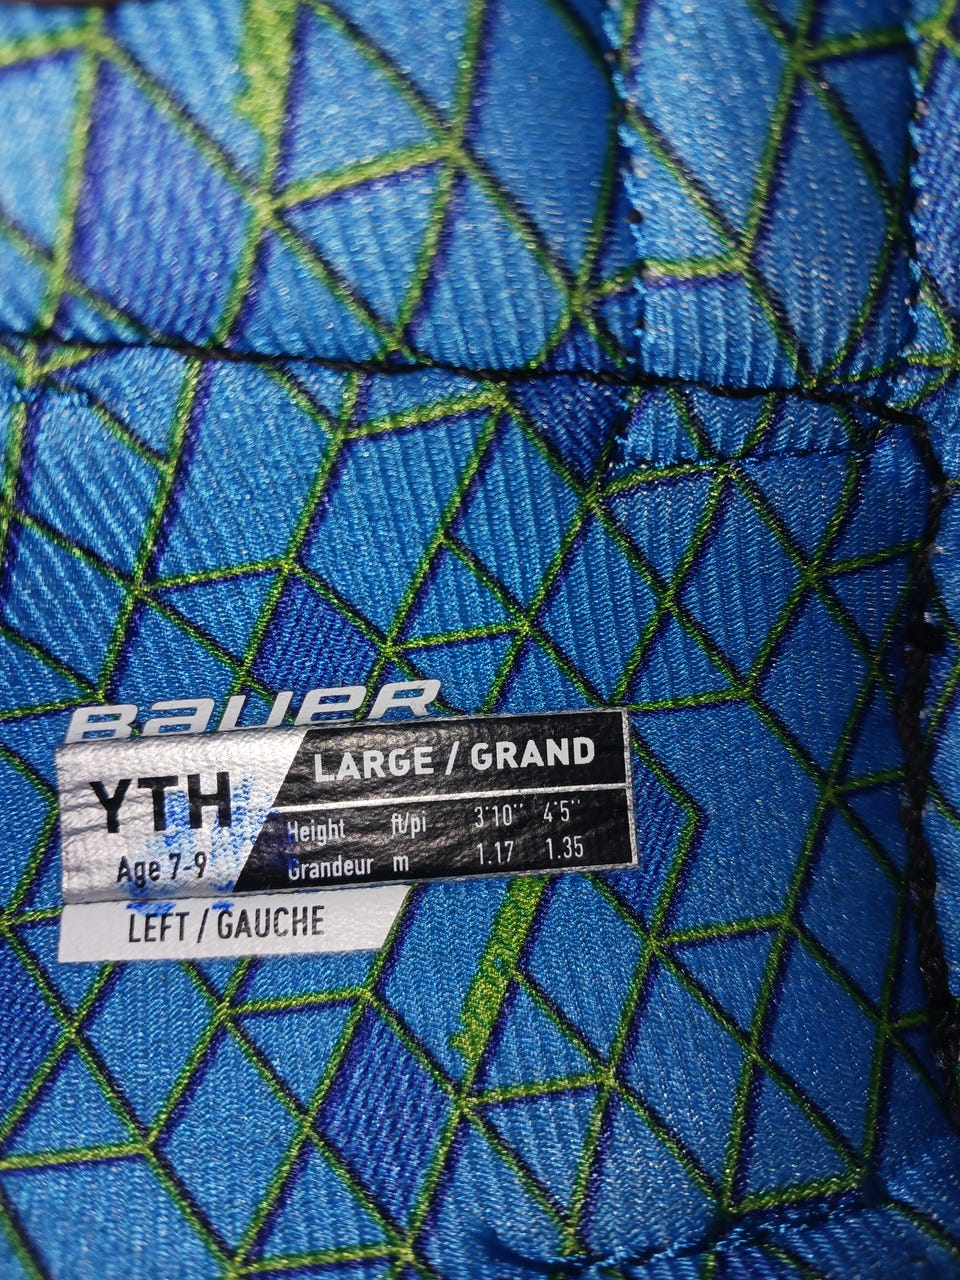 BAUER
YTH
Age 7-9
LARGE / GRAND
Height ft/pi 3'10'' 4'5''
Grandeur m 1.17 1.35
LEFT / GAUCHE